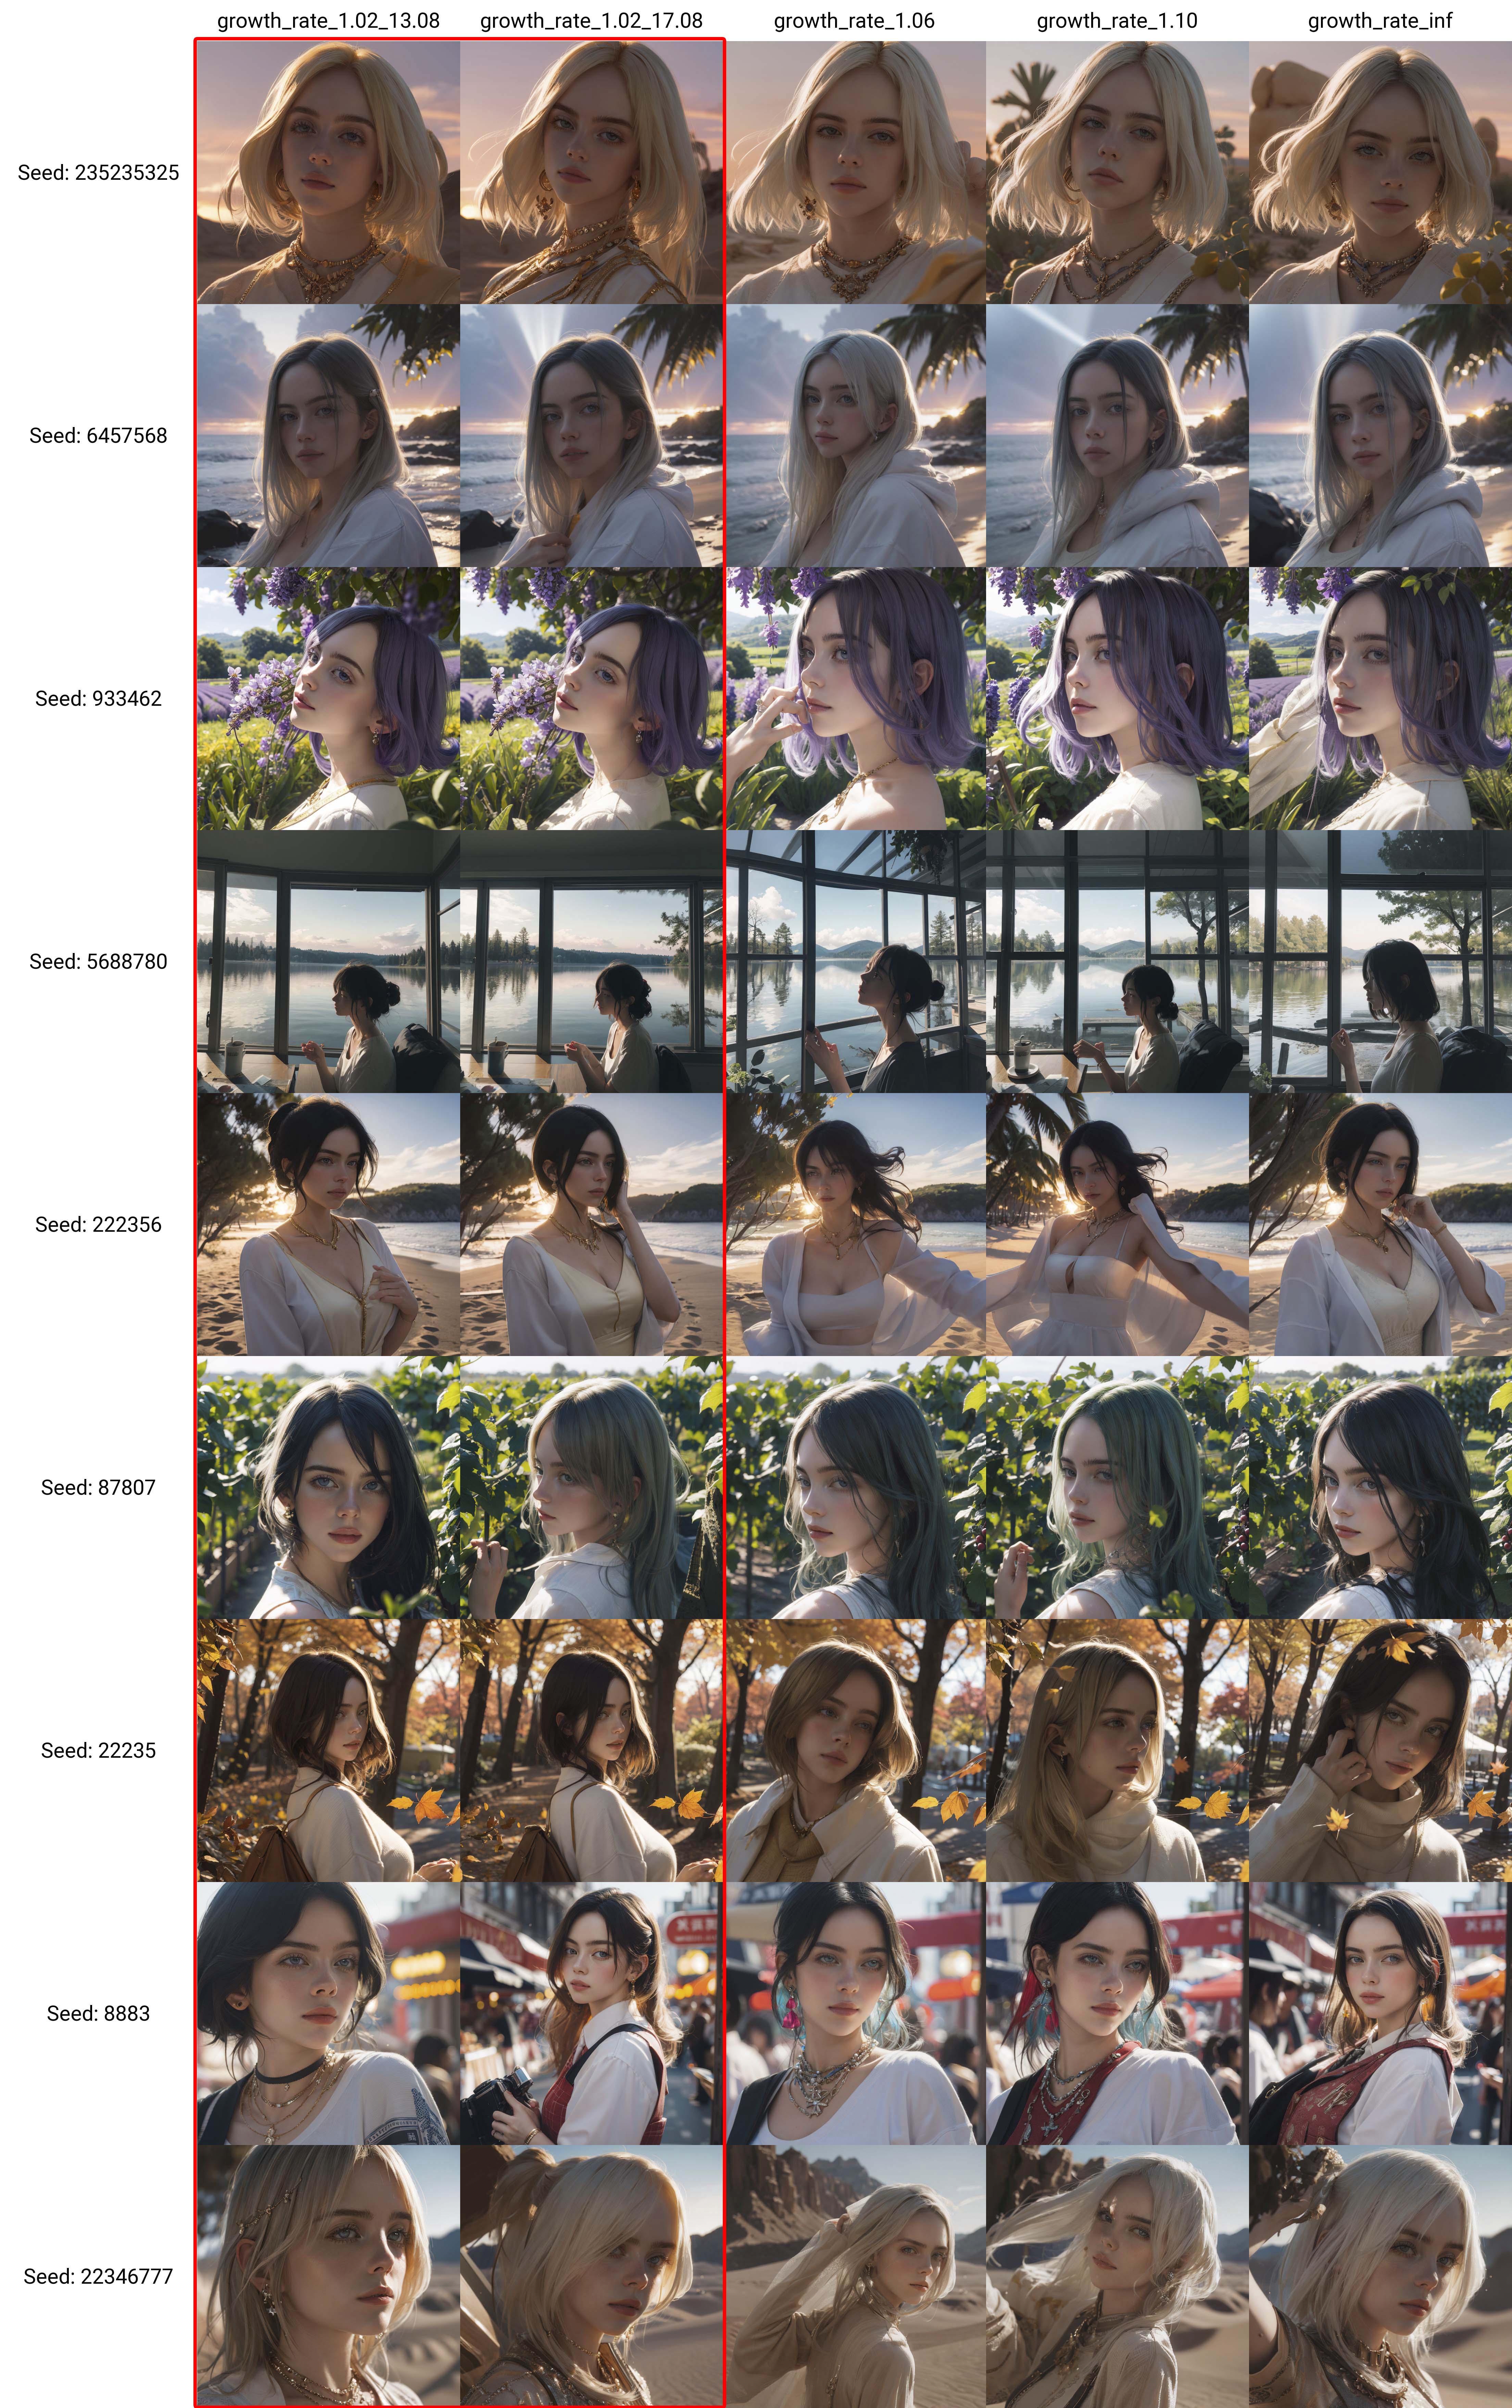 growth_rate_1.02_13.08 growth_rate_1.02_17.08 growth_rate_1.06 growth_rate_1.10 growth_rate_inf
Seed: 235235325
Seed: 6457568
Seed: 933462
Seed: 5688780
Seed: 222356
Seed: 87807
Seed: 22235
Seed: 8883
Seed: 22346777